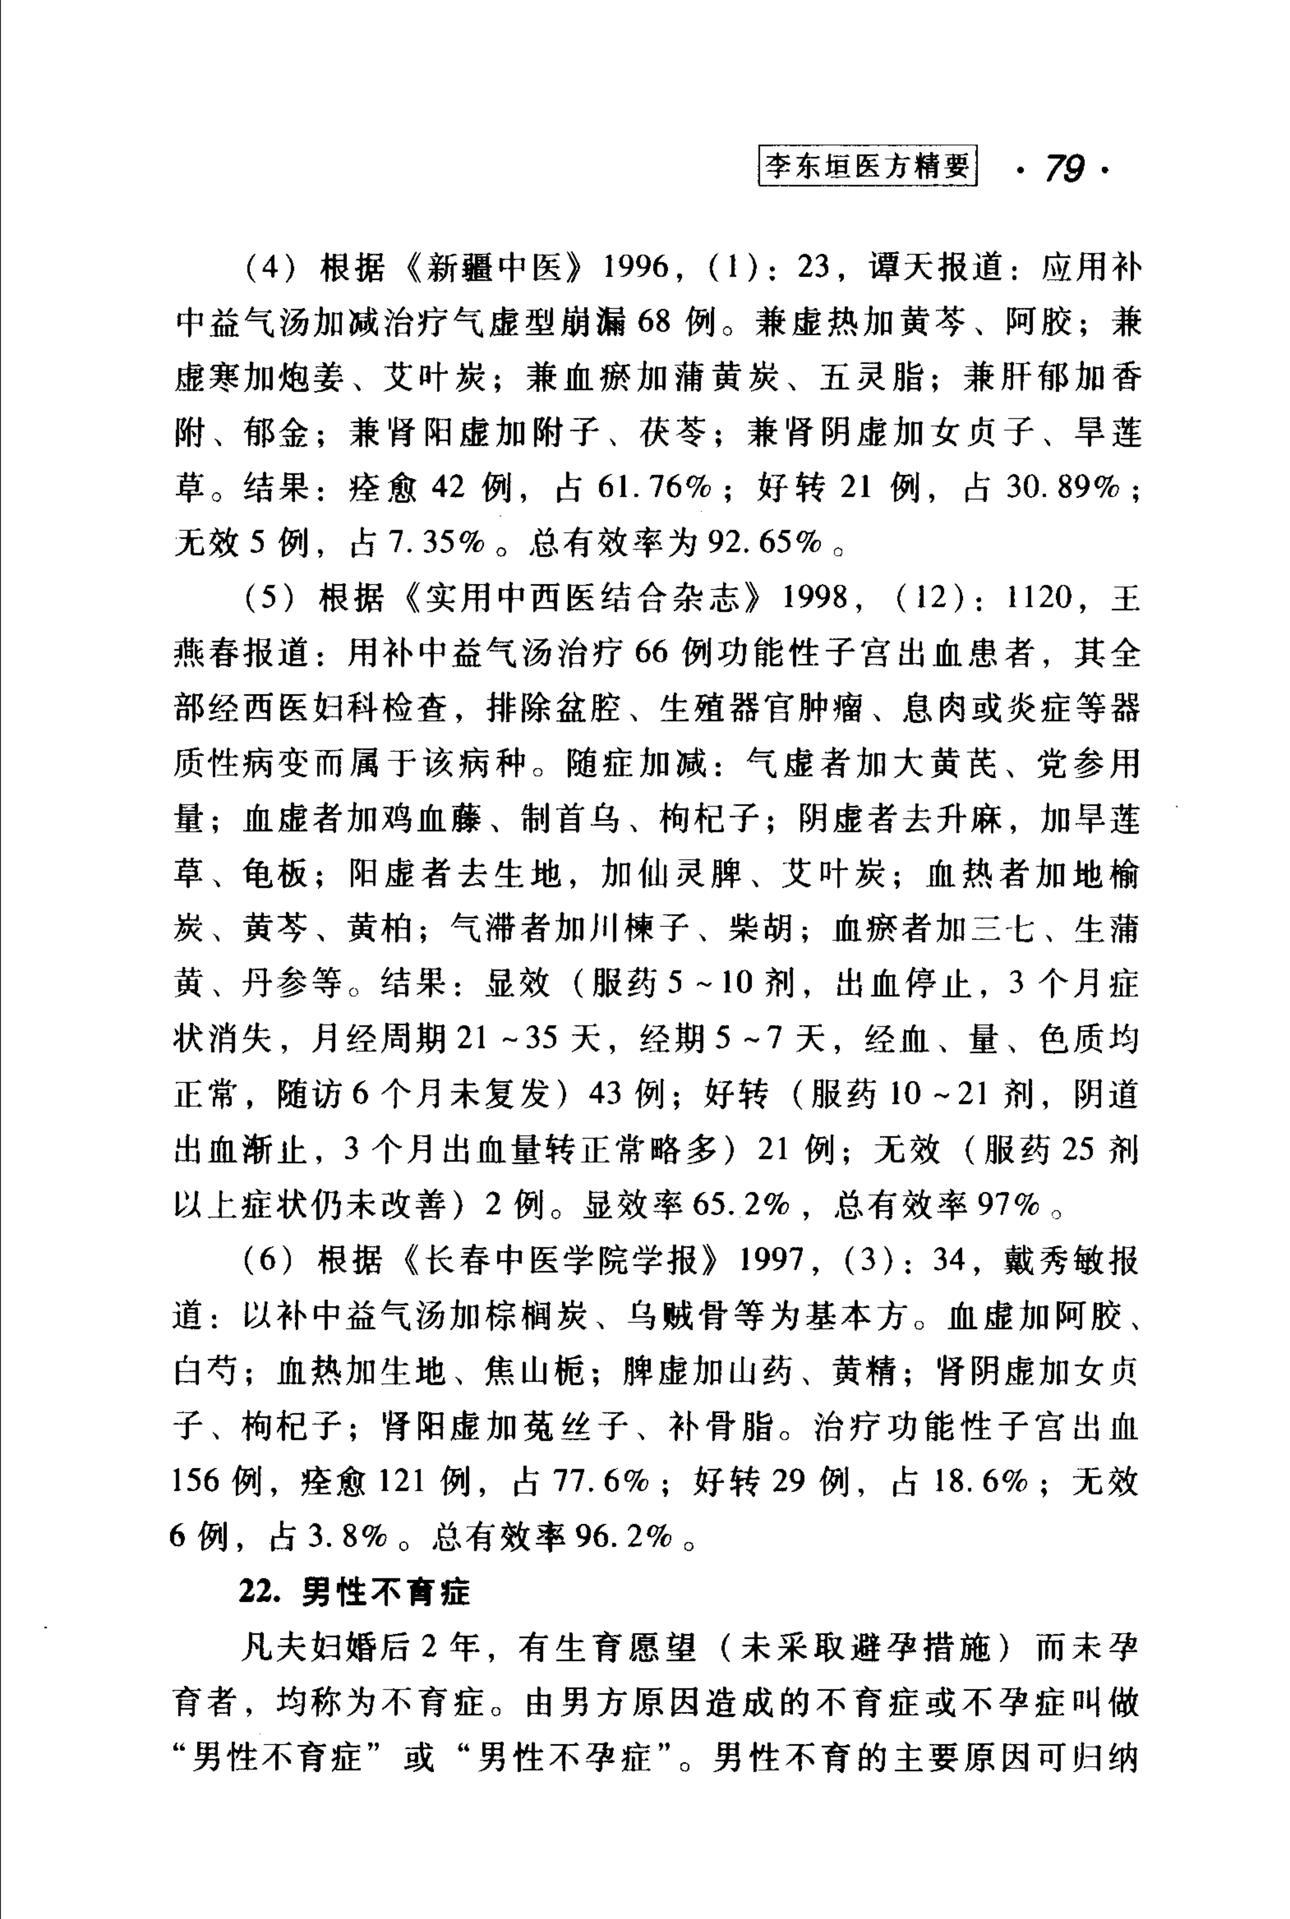 李东垣医方精要 · 79 ·
(4) 根据《新疆中医》1996，(1)：23，谭天报道：应用补
中益气汤加减治疗气虚型崩漏 68 例。兼虚热加黄芩、阿胶；兼
虚寒加炮姜、艾叶炭；兼血瘀加蒲黄炭、五灵脂；兼肝郁加香
附、郁金；兼肾阳虚加附子、茯苓；兼肾阴虚加女贞子、旱莲
草。结果：痊愈 42 例，占 61.76%；好转 21 例，占 30.89%；
无效 5 例，占 7.35%。总有效率为 92.65%。
(5) 根据《实用中西医结合杂志》1998，(12)：1120，王
燕春报道：用补中益气汤治疗 66 例功能性子宫出血患者，其全
部经西医妇科检查，排除盆腔、生殖器官肿瘤、息肉或炎症等器
质性病变而属于该病种。随症加减：气虚者加大黄芪、党参用
量；血虚者加鸡血藤、制首乌、枸杞子；阴虚者去升麻，加旱莲
草、龟板；阳虚者去生地，加仙灵脾、艾叶炭；血热者加地榆
炭、黄芩、黄柏；气滞者加川楝子、柴胡；血瘀者加三七、生蒲
黄、丹参等。结果：显效（服药 5～10 剂，出血停止，3 个月症
状消失，月经周期 21～35 天，经期 5～7 天，经血、量、色质均
正常，随访 6 个月未复发）43 例；好转（服药 10～21 剂，阴道
出血渐止，3 个月出血量转正常略多）21 例；无效（服药 25 剂
以上症状仍未改善）2 例。显效率 65.2%，总有效率 97%。
(6) 根据《长春中医学院学报》1997，(3)：34，戴秀敏报
道：以补中益气汤加棕榈炭、乌贼骨等为基本方。血虚加阿胶、
白芍；血热加生地、焦山栀；脾虚加山药、黄精；肾阴虚加女贞
子、枸杞子；肾阳虚加菟丝子、补骨脂。治疗功能性子宫出血
156 例，痊愈 121 例，占 77.6%；好转 29 例，占 18.6%；无效
6 例，占 3.8%。总有效率 96.2%。
22. 男性不育症
凡夫妇婚后 2 年，有生育愿望（未采取避孕措施）而未孕
育者，均称为不育症。由男方原因造成的不育症或不孕症叫做
“男性不育症”或“男性不孕症”。男性不育的主要原因可归纳